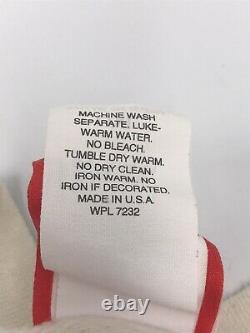 MACHINE WASH
SEPARATE, LUKE-
WARM WATER.
NO BLEACH.
TUMBLE DRY WARM.
NO DRY CLEAN.
IRON WARM. NO
IRON IF DECORATED.
MADE IN U.S.A.
WPL 7232